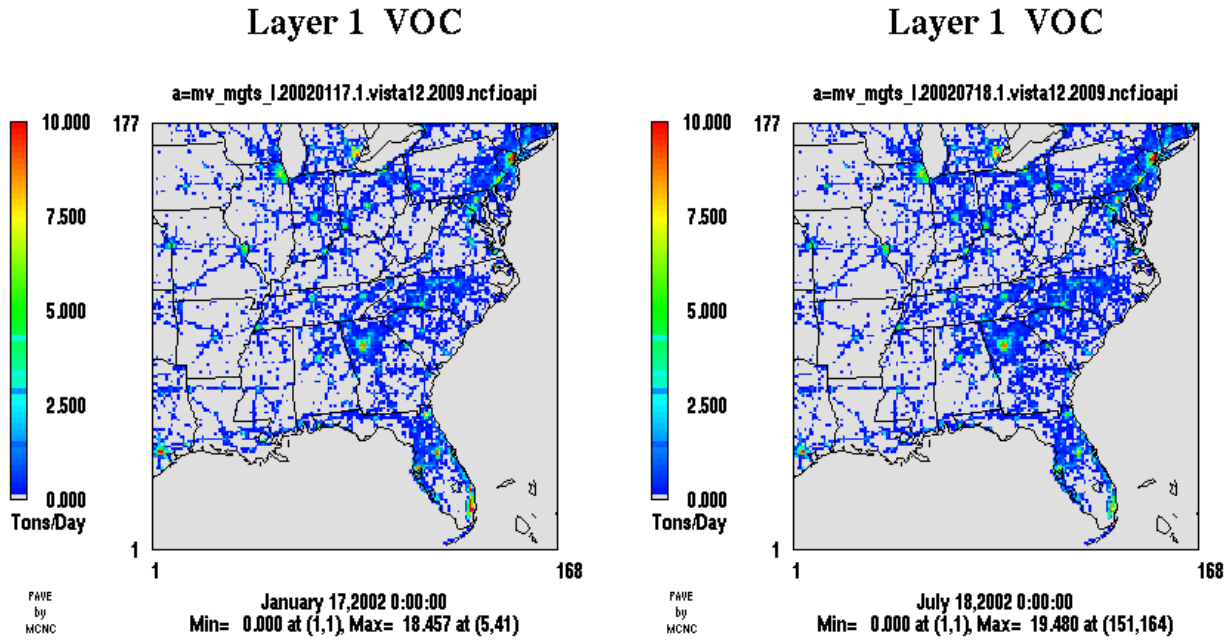 Layer 1 VOC
a=mv_mgts_l.20020117.1.vista12.2009.ncf.ioapi
10.000
7.500
5.000
2.500
0.000
Tons/Day
177
1
1
168
PAVE
by
MCNC
January 17,2002 0:00:00
Min= 0.000 at (1,1), Max= 18.457 at (5,41)
Layer 1 VOC
a=mv_mgts_l.20020718.1.vista12.2009.ncf.ioapi
10.000
7.500
5.000
2.500
0.000
Tons/Day
177
1
1
168
PAVE
by
MCNC
July 18,2002 0:00:00
Min= 0.000 at (1,1), Max= 19.480 at (151,164)